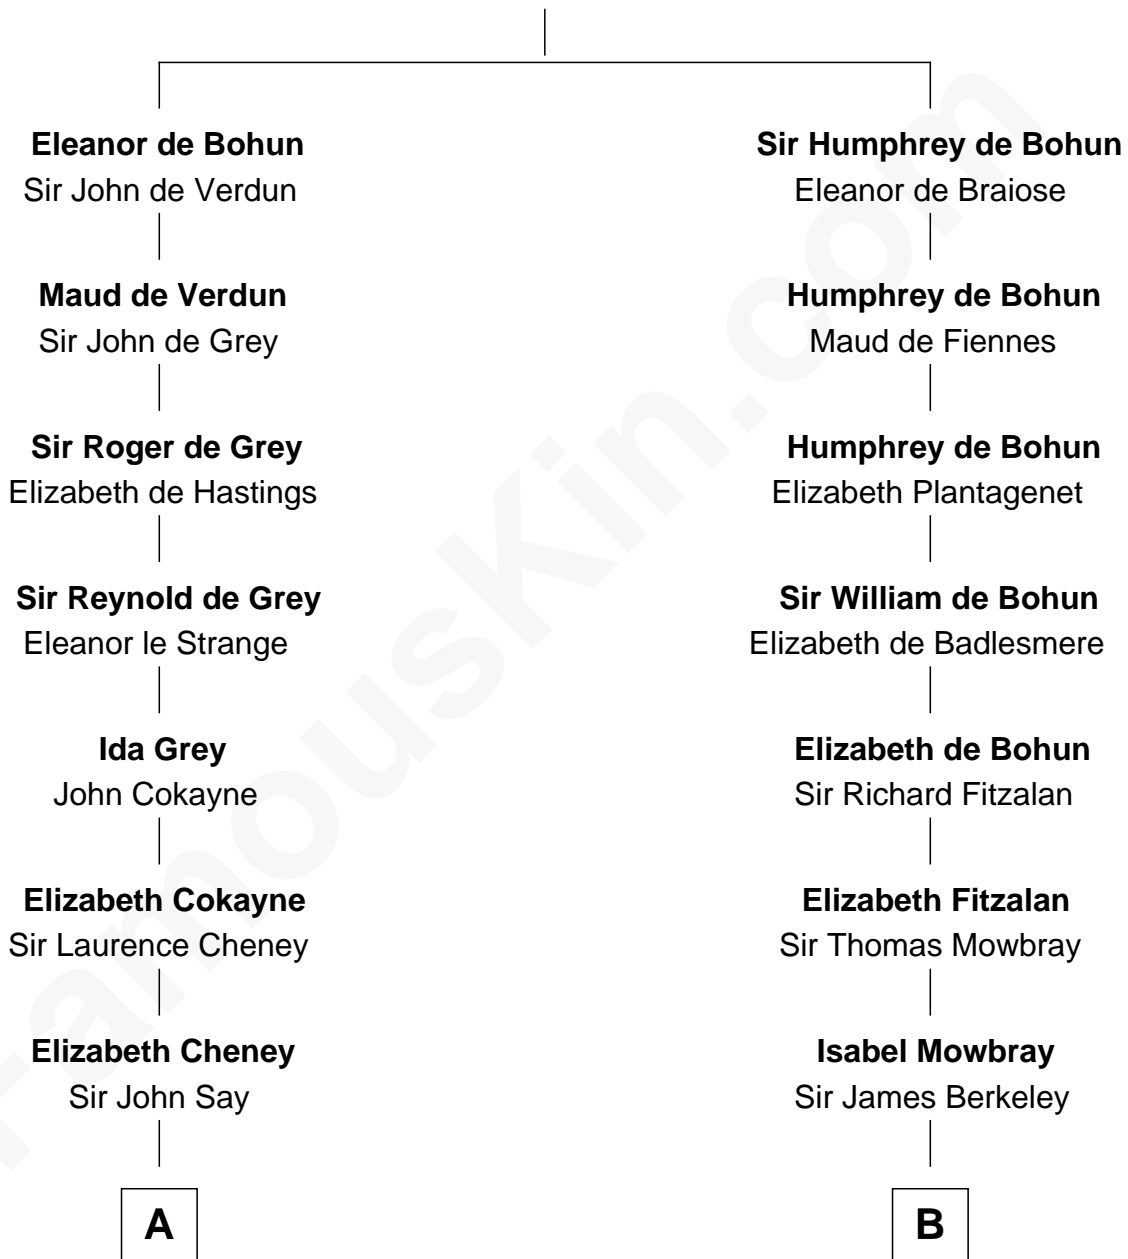 Eleanor de Bohun
Sir John de Verdun
Maud de Verdun
Sir John de Grey
Sir Roger de Grey
Elizabeth de Hastings
Sir Reynold de Grey
Eleanor le Strange
Ida Grey
John Cokayne
Elizabeth Cokayne
Sir Laurence Cheney
Elizabeth Cheney
Sir John Say
A
Sir Humphrey de Bohun
Eleanor de Braiose
Humphrey de Bohun
Maud de Fiennes
Humphrey de Bohun
Elizabeth Plantagenet
Sir William de Bohun
Elizabeth de Badlesmere
Elizabeth de Bohun
Sir Richard Fitzalan
Elizabeth Fitzalan
Sir Thomas Mowbray
Isabel Mowbray
Sir James Berkeley
B
FamousKin.com